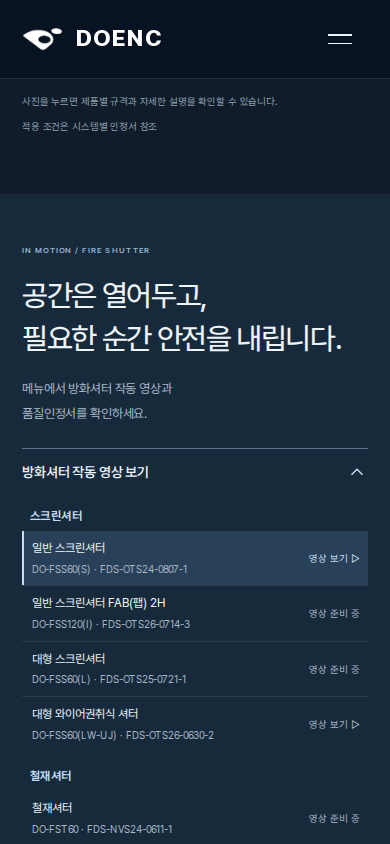 DOENC
사진을 누르면 제품별 규격과 자세한 설명을 확인할 수 있습니다.
적용 조건은 시스템별 인정서 참조
IN MOTION / FIRE SHUTTER
공간은 열어두고,
필요한 순간 안전을 내립니다.
메뉴에서 방화셔터 작동 영상과
품질인정서를 확인하세요.
방화셔터 작동 영상 보기
스크린셔터
일반 스크린셔터
DO-FSS60(S) · FDS-OTS24-0807-1
영상 보기 ▷
일반 스크린셔터 FAB(팹) 2H
DO-FSS120(I) · FDS-OTS26-0714-3
영상 준비 중
대형 스크린셔터
DO-FSS60(L) · FDS-OTS25-0721-1
영상 준비 중
대형 와이어권취식 셔터
DO-FSS60(LW-UJ) · FDS-OTS26-0630-2
영상 보기 ▷
철재셔터
철재셔터
DO-FST60 · FDS-NVS24-0611-1
영상 준비 중